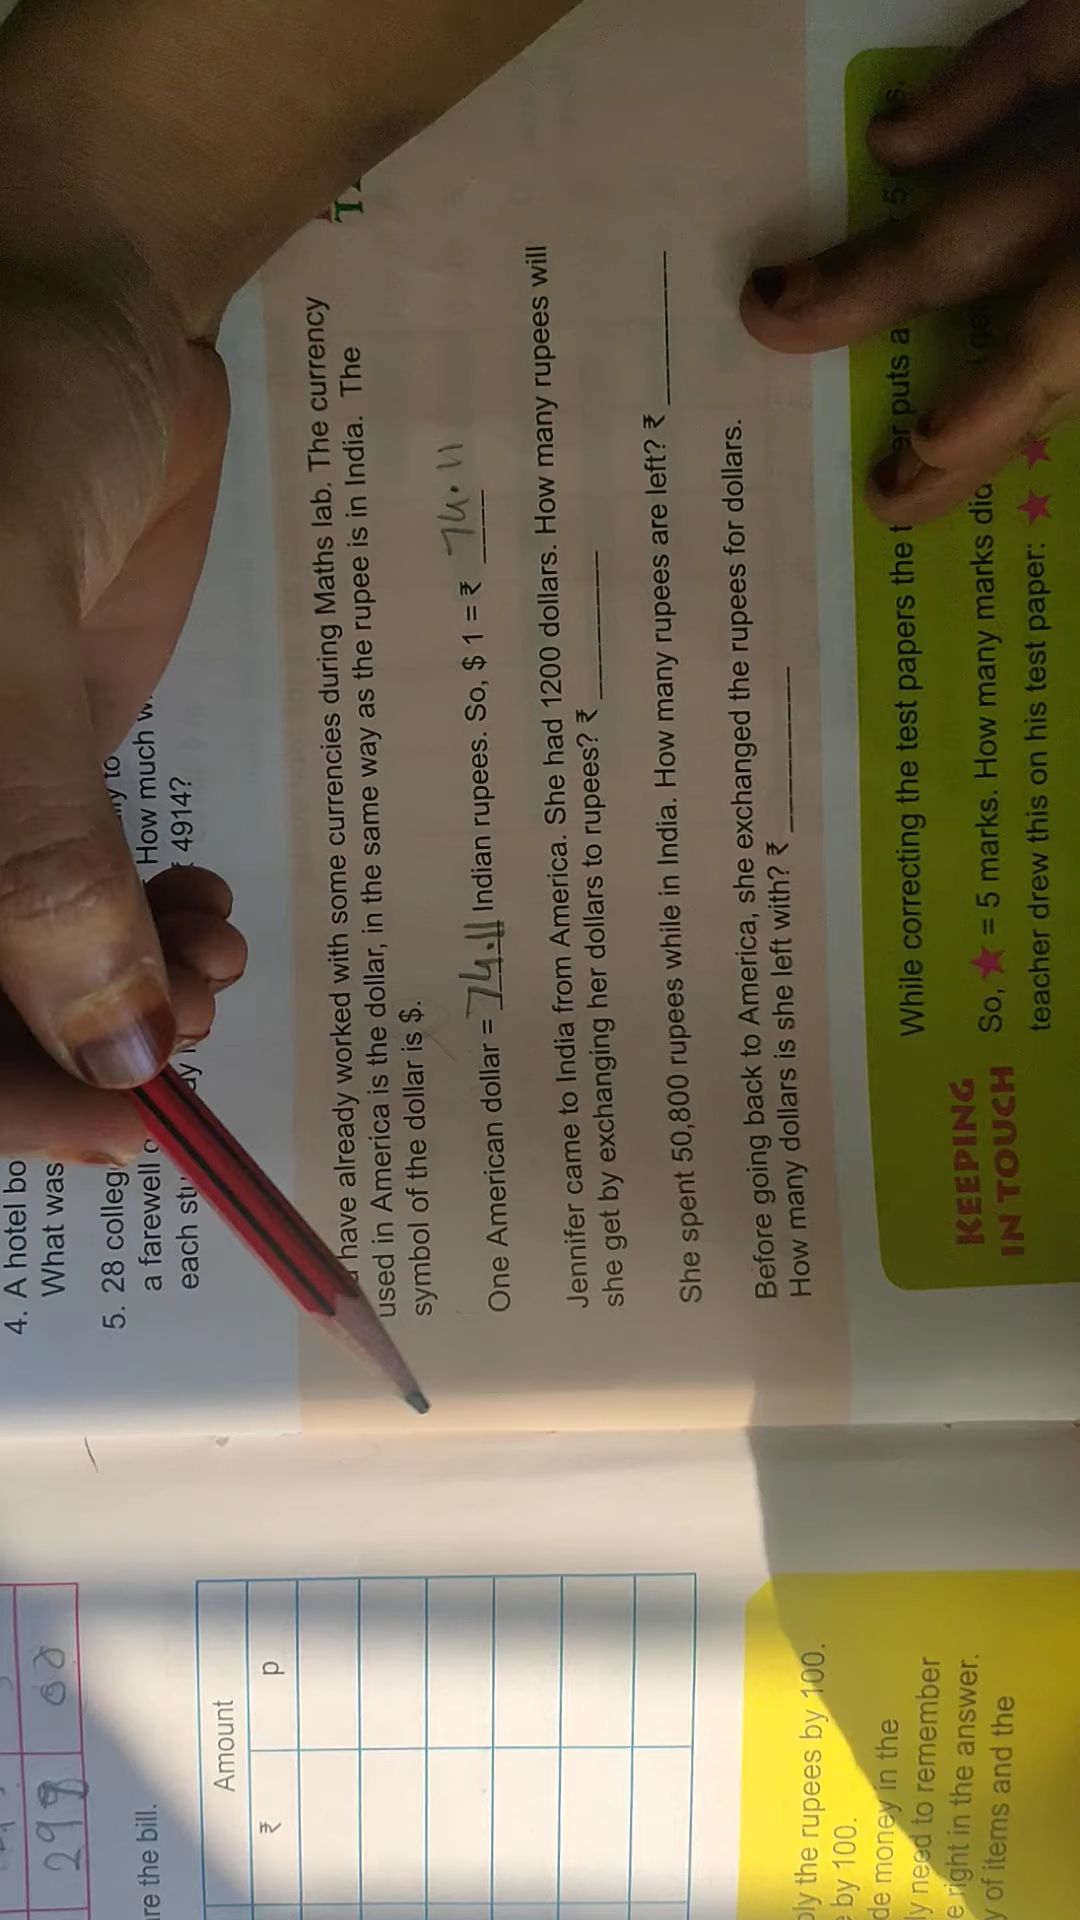 4. A hotel bo
What was
5. 28 colleg
a farewell
each
How much
₹ 4914?
have already worked with some currencies during Maths lab. The currency
used in America is the dollar, in the same way as the rupee is in India. The
symbol of the dollar is $.
One American dollar = 74.11 Indian rupees. So, $ 1 = ₹ 74.11
Jennifer came to India from America. She had 1200 dollars. How many rupees will
she get by exchanging her dollars to rupees? ₹
She spent 50,800 rupees while in India. How many rupees are left? ₹
Before going back to America, she exchanged the rupees for dollars.
How many dollars is she left with? ₹
KEEPING
IN TOUCH
While correcting the test papers the t er puts a
So, ★ = 5 marks. How many marks did
teacher drew this on his test paper: ★ ★
298
re the bill.
Amount
₹ p
ply the rupees by 100.
by 100.
de money in the
ly need to remember
e right in the answer.
y of items and the